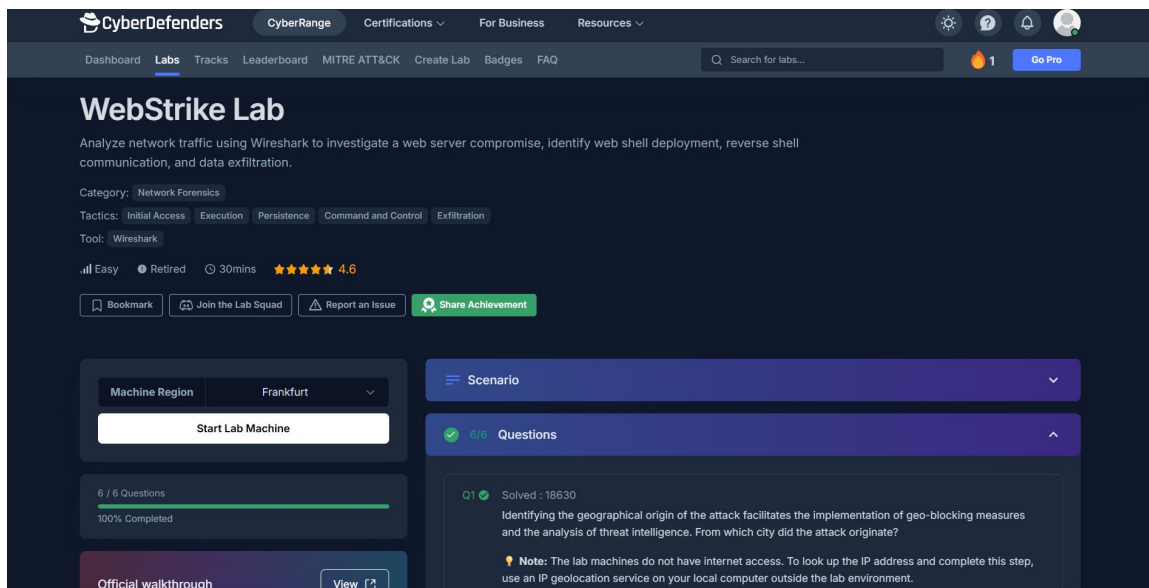 CyberDefenders CyberRange Certifications For Business Resources
Dashboard Labs Tracks Leaderboard MITRE ATT&CK Create Lab Badges FAQ Search for labs... 1 Go Pro
WebStrike Lab
Analyze network traffic using Wireshark to investigate a web server compromise, identify web shell deployment, reverse shell
communication, and data exfiltration.
Category: Network Forensics
Tactics: Initial Access Execution Persistence Command and Control Exfiltration
Tool: Wireshark
Easy Retired 30mins 4.6
Bookmark Join the Lab Squad Report an Issue Share Achievement
Machine Region Frankfurt
Start Lab Machine
6 / 6 Questions
100% Completed
Official walkthrough View
Scenario
6/6 Questions
Q1 Solved : 18630
Identifying the geographical origin of the attack facilitates the implementation of geo-blocking measures
and the analysis of threat intelligence. From which city did the attack originate?
Note: The lab machines do not have internet access. To look up the IP address and complete this step,
use an IP geolocation service on your local computer outside the lab environment.